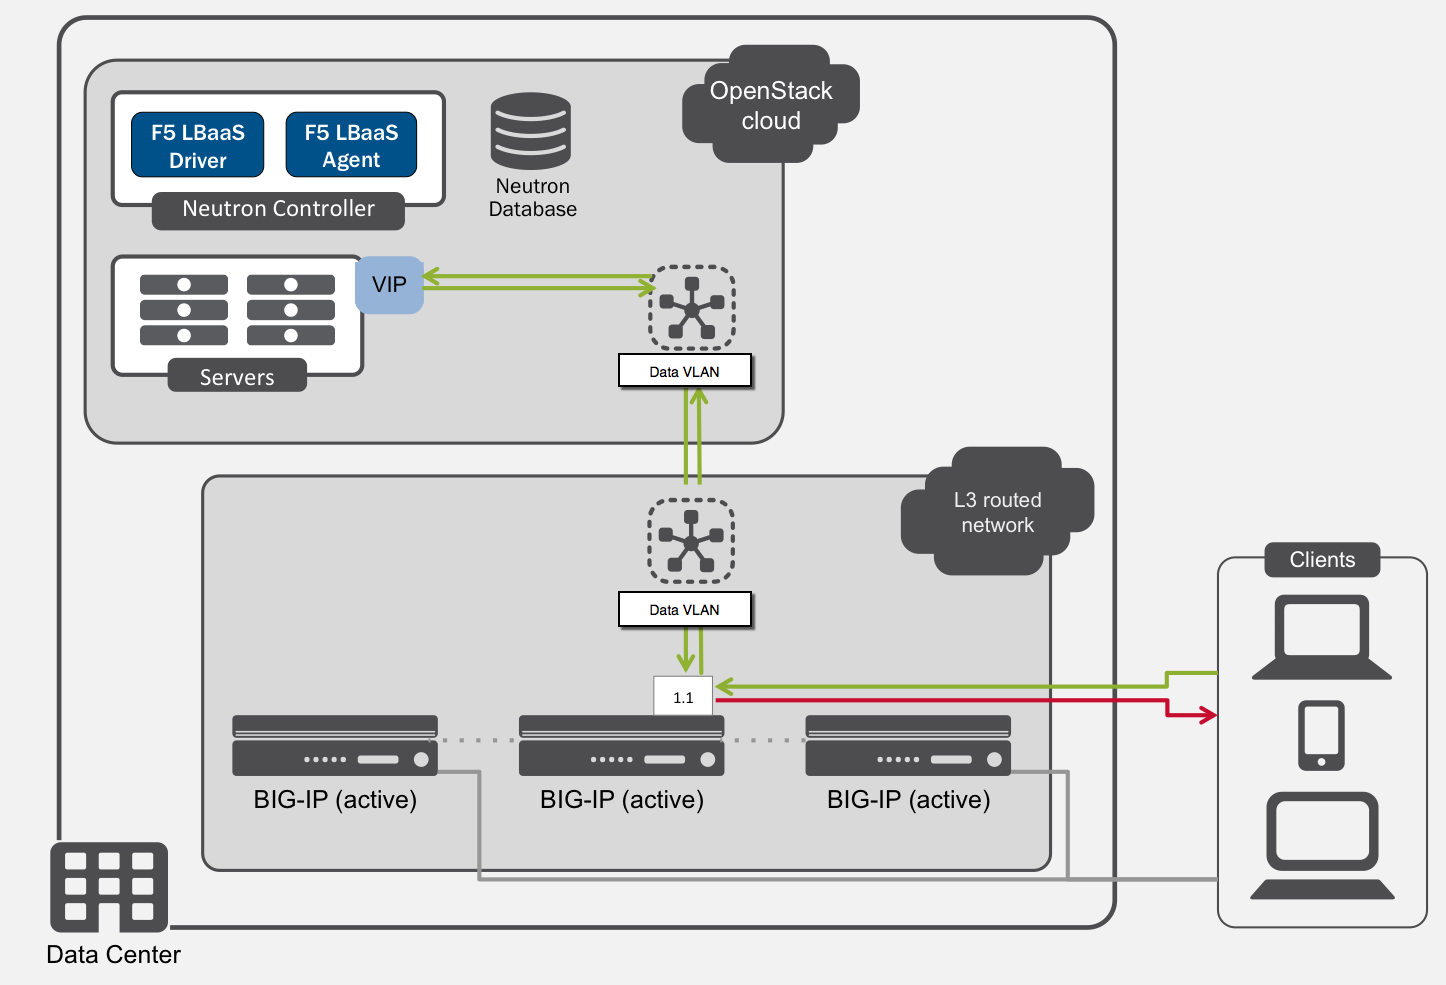 OpenStack
cloud
F5 LBaaS
Driver
F5 LBaaS
Agent
Neutron Controller
Neutron
Database
VIP
Servers
Data VLAN
L3 routed
network
Data VLAN
1.1
BIG-IP (active)
BIG-IP (active)
BIG-IP (active)
Clients
Data Center